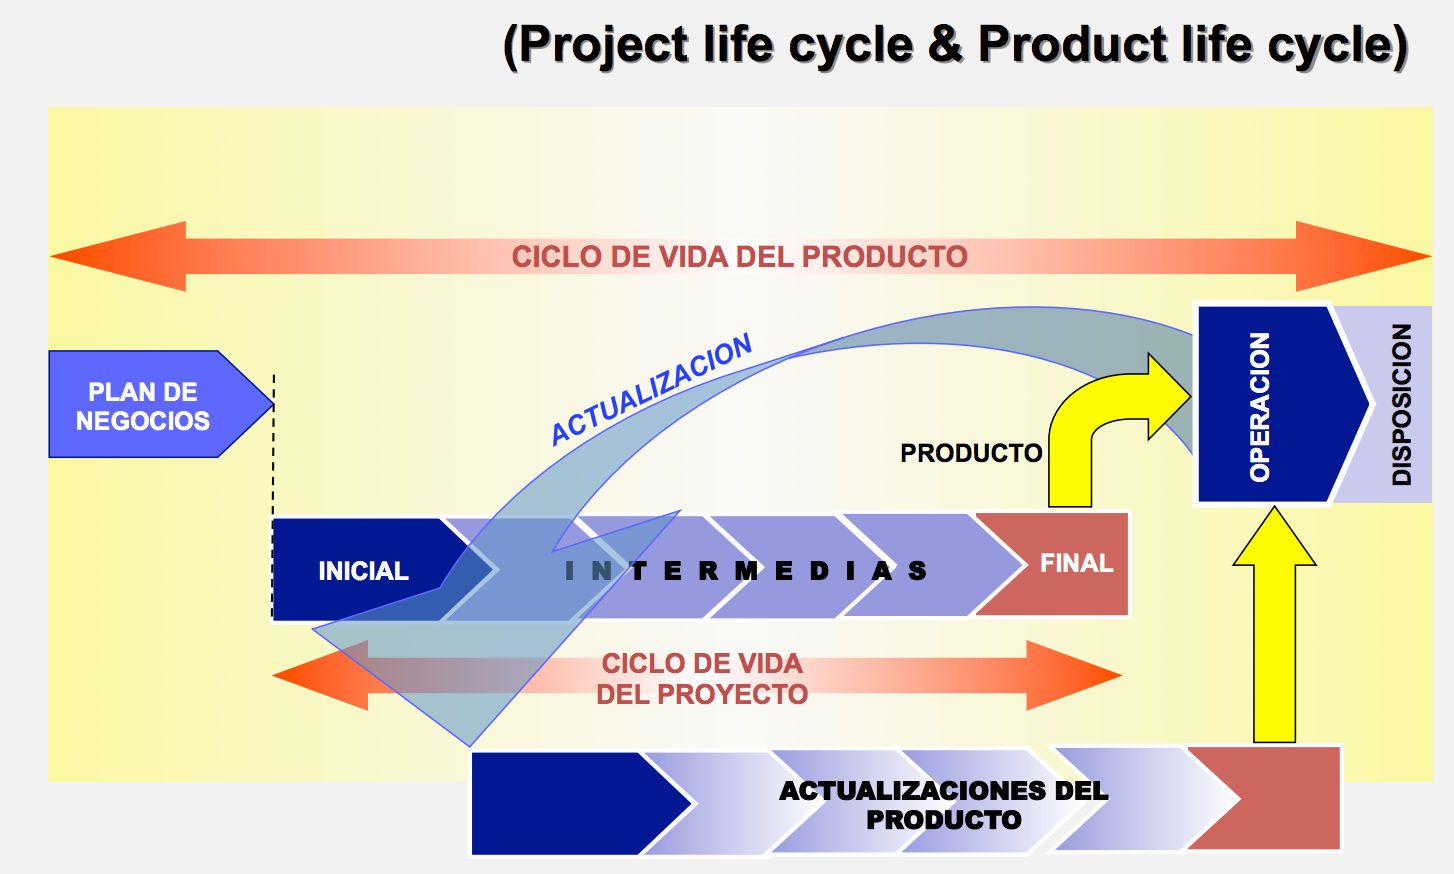 (Project life cycle & Product life cycle)
CICLO DE VIDA DEL PRODUCTO
PLAN DE
NEGOCIOS
ACTUALIZACION
PRODUCTO
OPERACION
DISPOSICION
INICIAL
INTERMEDIAS
FINAL
CICLO DE VIDA
DEL PROYECTO
ACTUALIZACIONES DEL
PRODUCTO